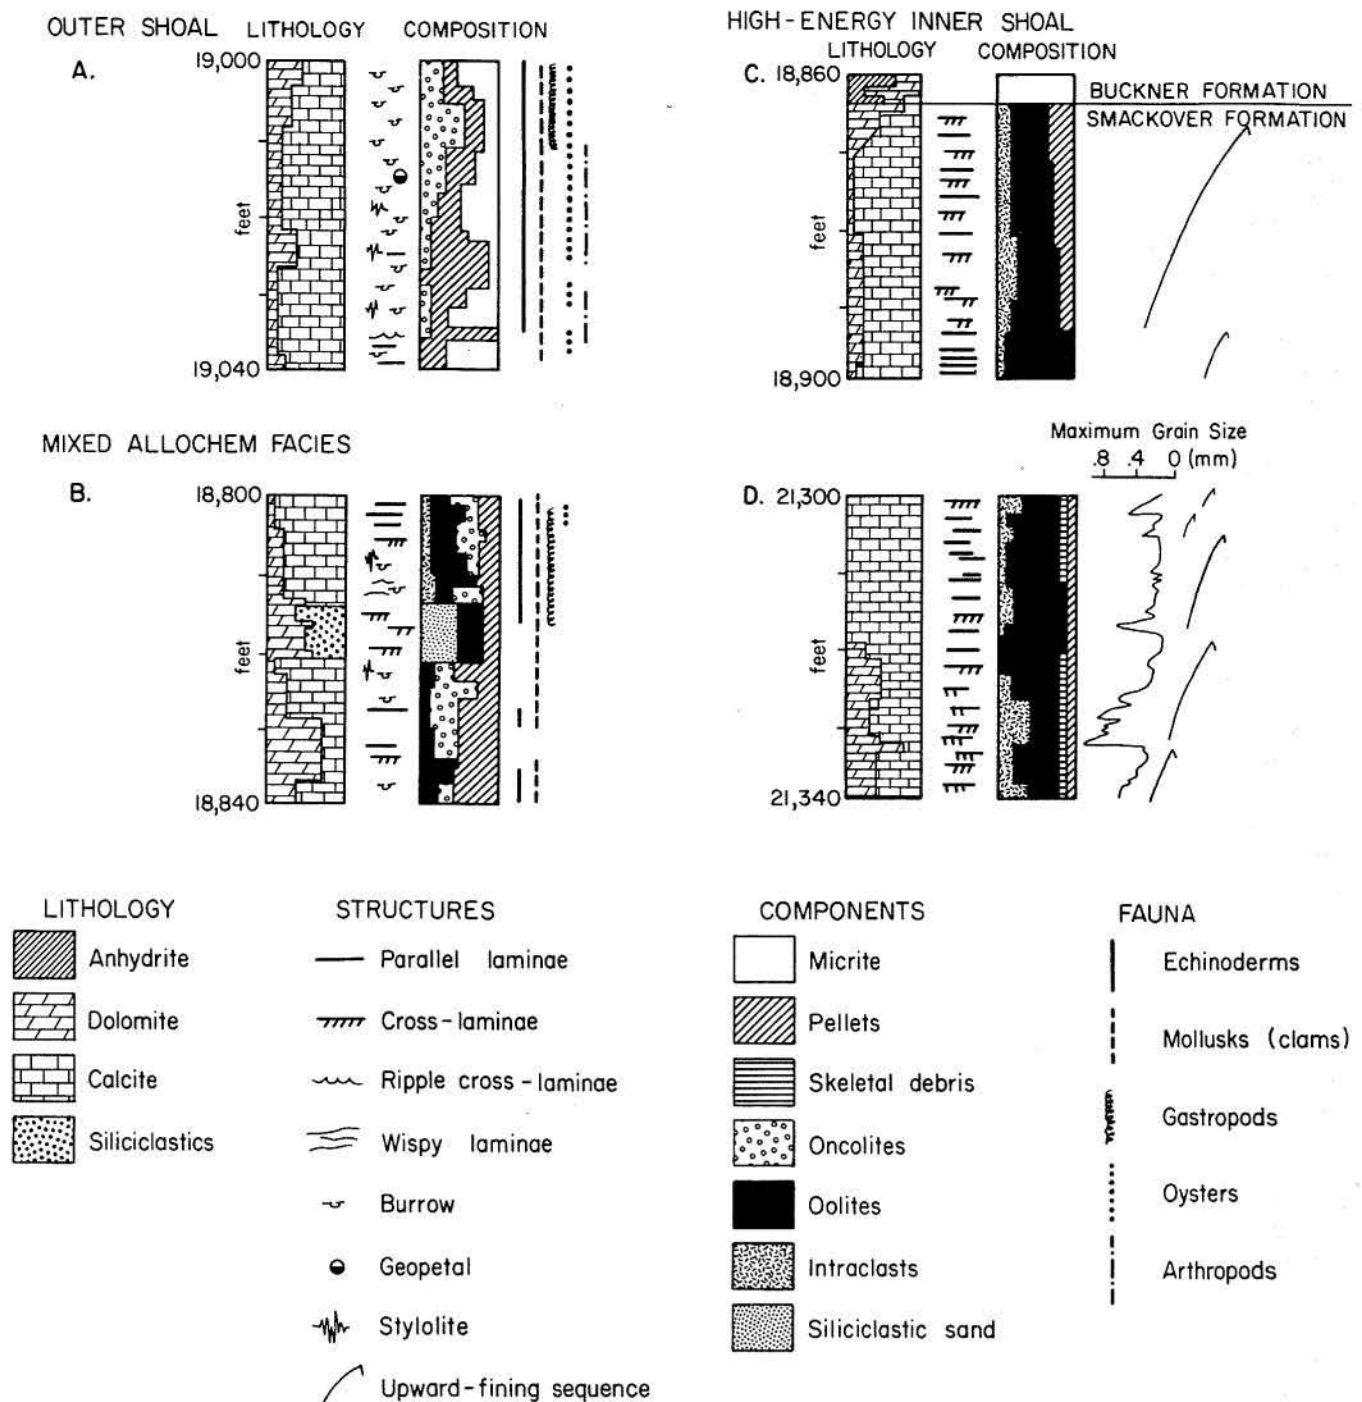 OUTER SHOAL LITHOLOGY COMPOSITION
A.
19,000
feet
19,040
HIGH-ENERGY INNER SHOAL
LITHOLOGY COMPOSITION
C.
18,860
BUCKNER FORMATION
SMACKOVER FORMATION
feet
18,900
MIXED ALLOCHEM FACIES
B.
18,800
feet
18,840
Maximum Grain Size
.8 .4 0 (mm)
D.
21,300
feet
21,340
LITHOLOGY
Anhydrite
Dolomite
Calcite
Siliciclastics
STRUCTURES
Parallel laminae
Cross-laminae
Ripple cross-laminae
Wispy laminae
Burrow
Geopetal
Stylolite
Upward-fining sequence
COMPONENTS
Micrite
Pellets
Skeletal debris
Oncolites
Oolites
Intraclasts
Siliciclastic sand
FAUNA
Echinoderms
Mollusks (clams)
Gastropods
Oysters
Arthropods